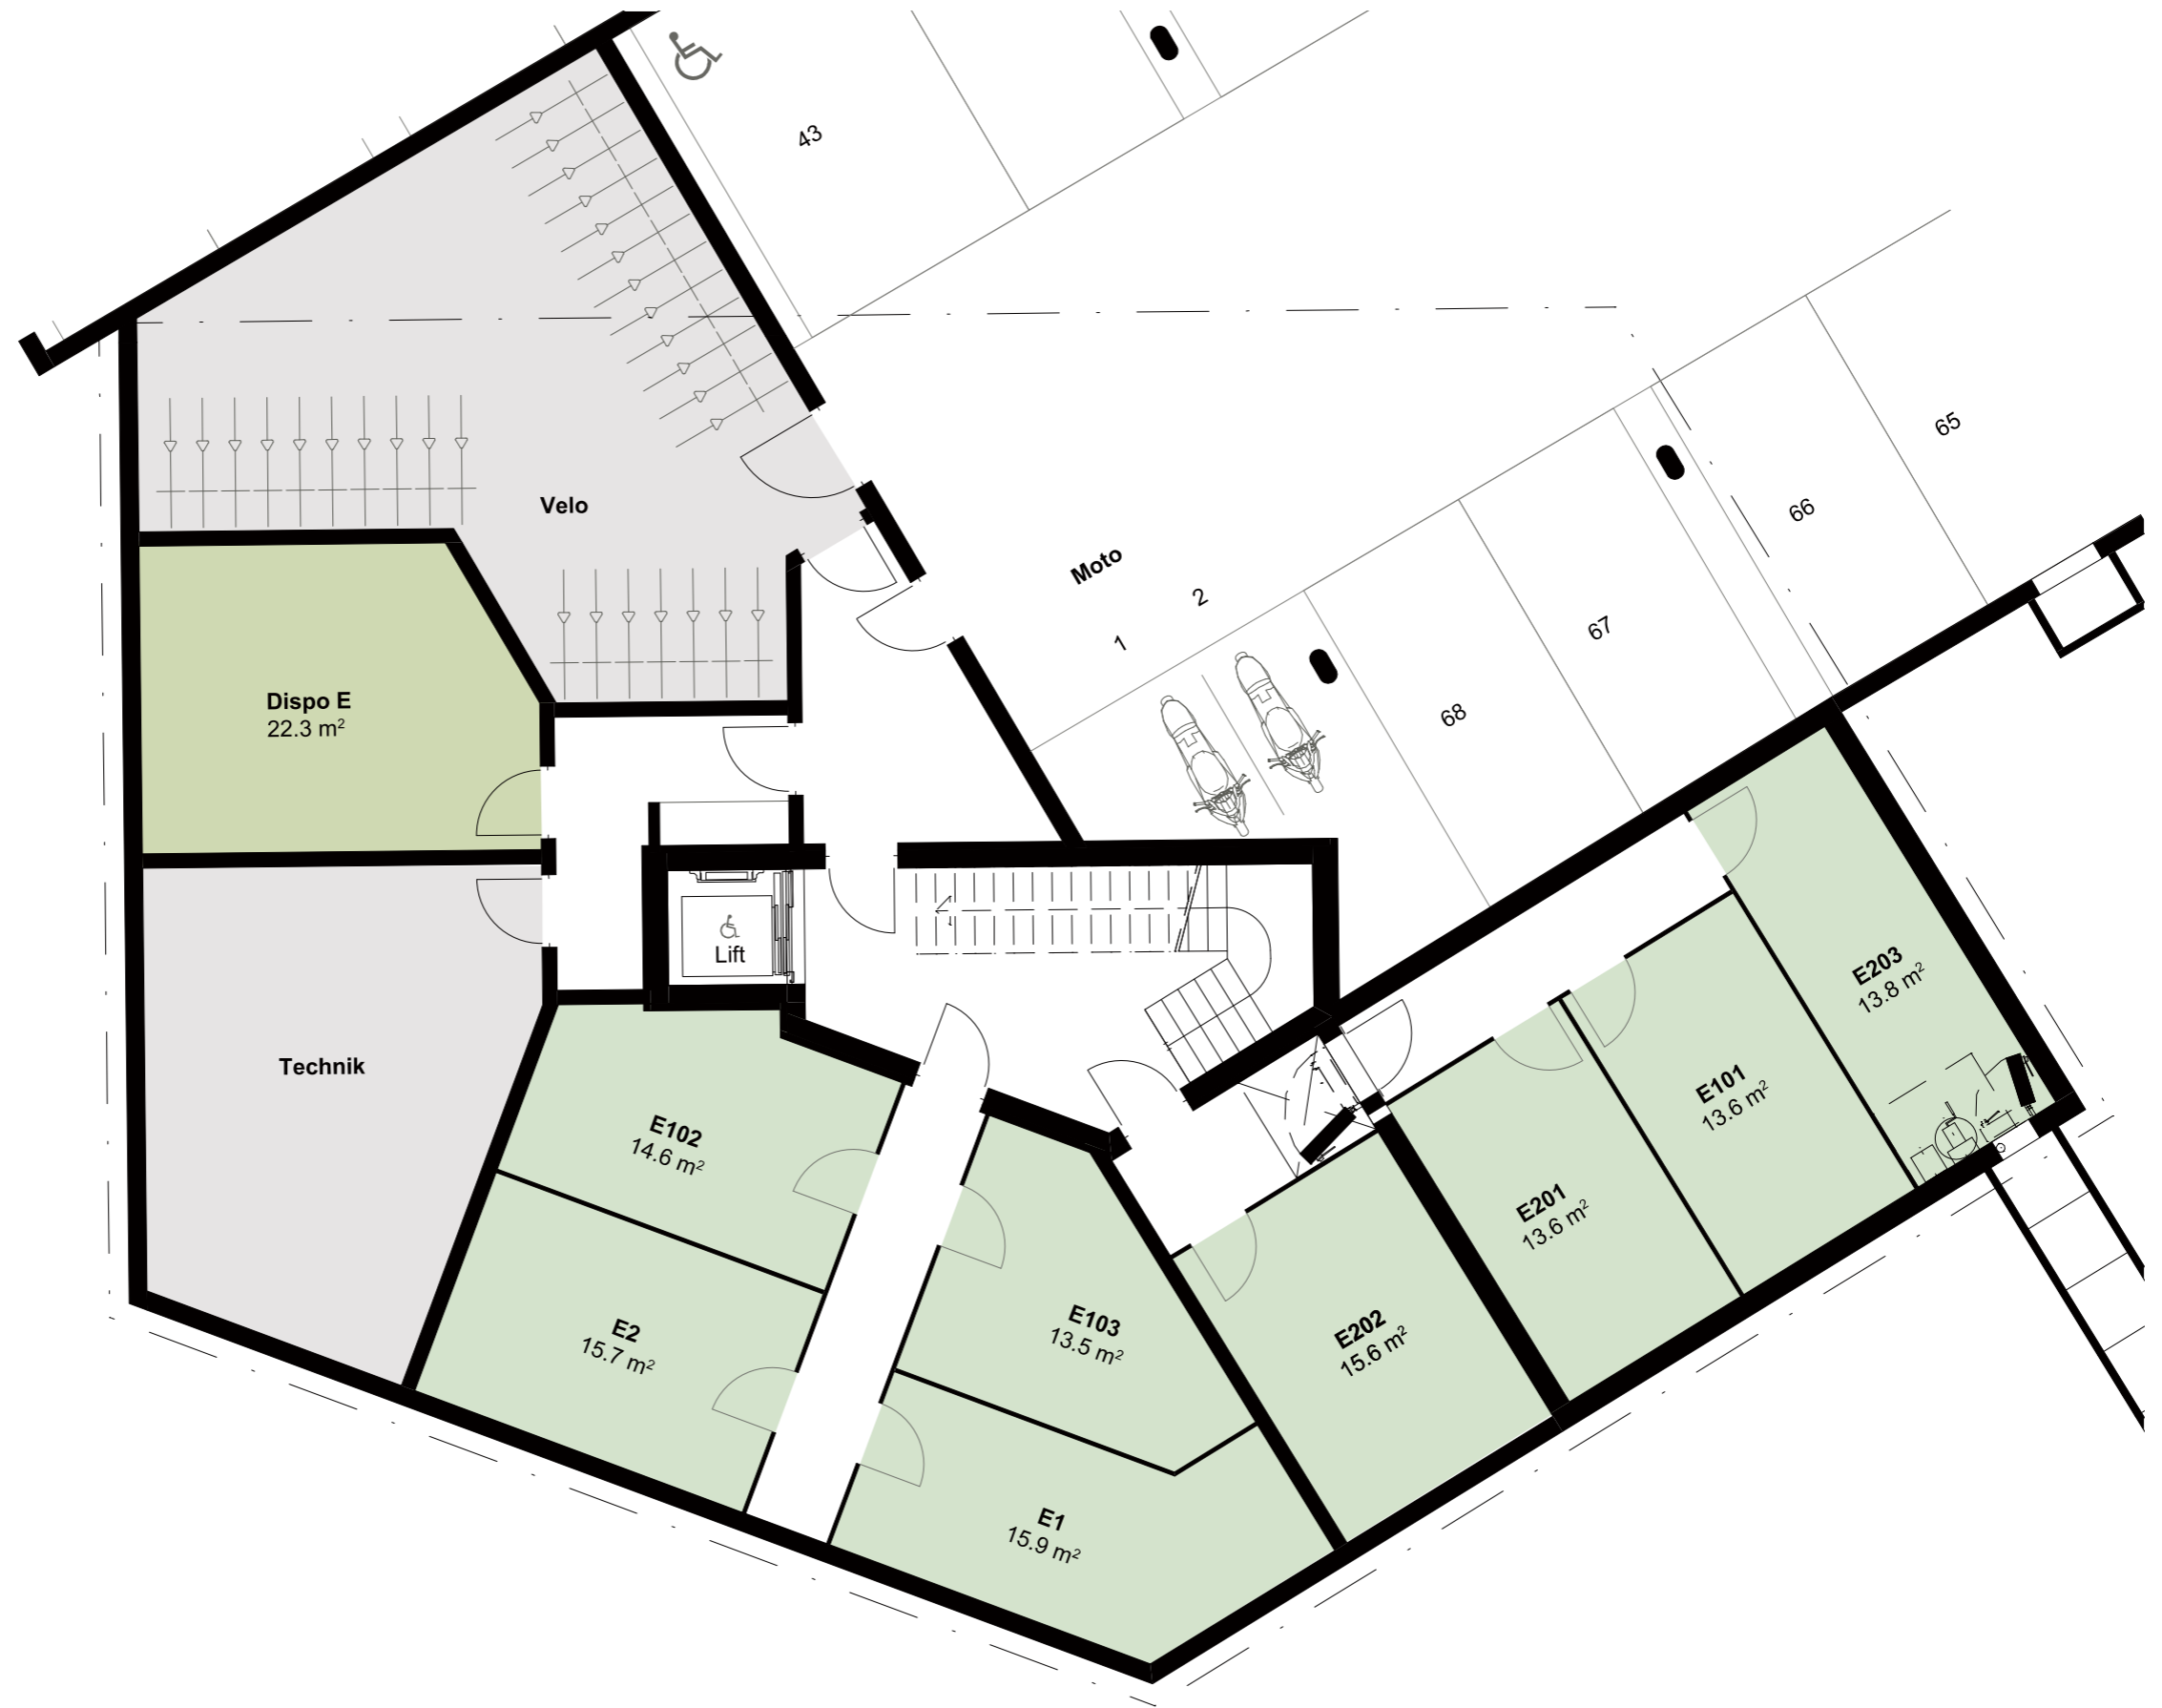 43
65
66
Velo
Moto
2
1
67
68
Dispo E
22.3 m²
Lift
E203
13.8 m²
Technik
E101
13.6 m²
E102
14.6 m²
E201
13.6 m²
E103
13.5 m²
E202
15.6 m²
E2
15.7 m²
E1
15.9 m²